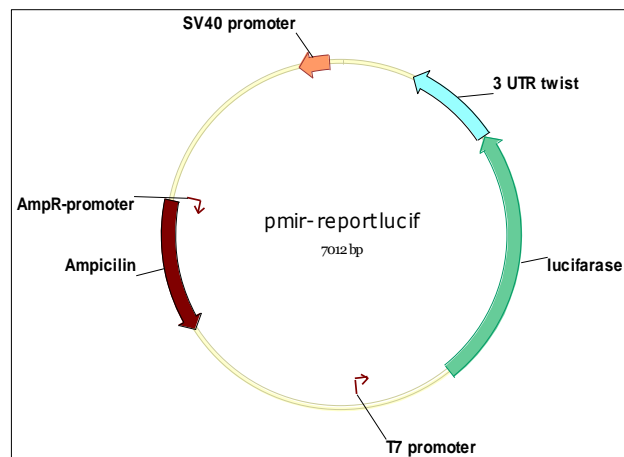 SV40 promoter
3 UTR twist
AmpR-promoter
pmir-reportlucif
7012 bp
Ampicilin
lucifarase
T7 promoter